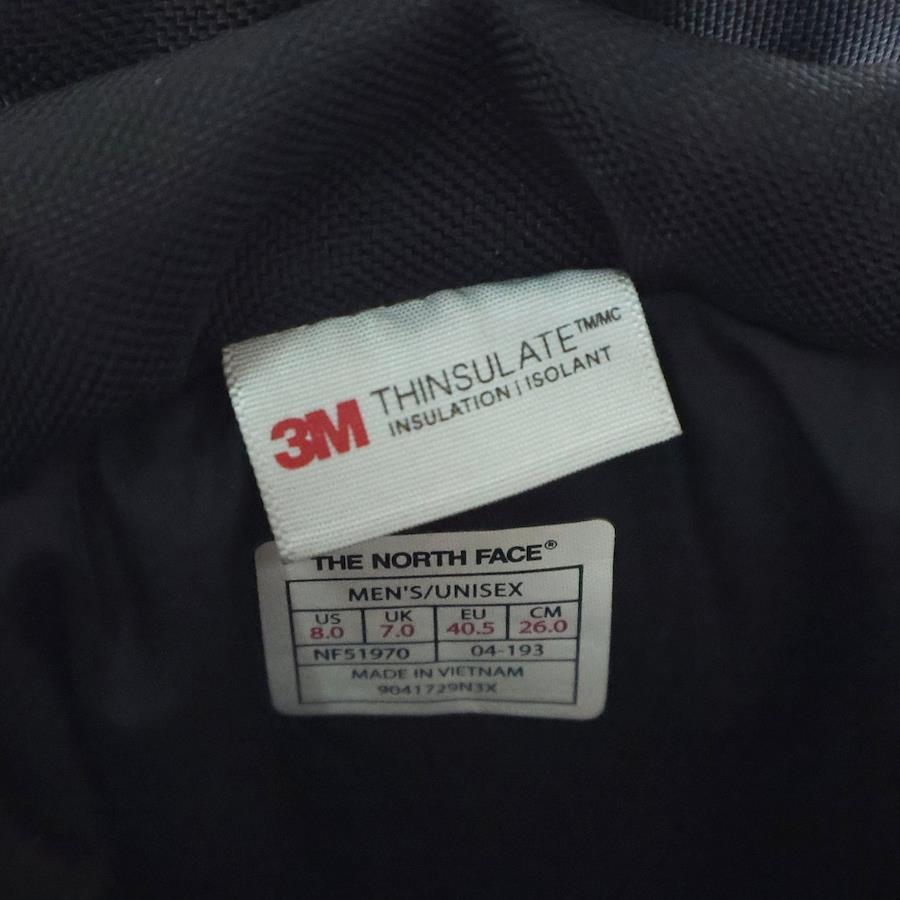 3M THINSULATE™/MC
INSULATION | ISOLANT
THE NORTH FACE®
MEN'S/UNISEX
US UK EU CM
8.0 7.0 40.5 26.0
NF51970 04-193
MADE IN VIETNAM
9041729N3X